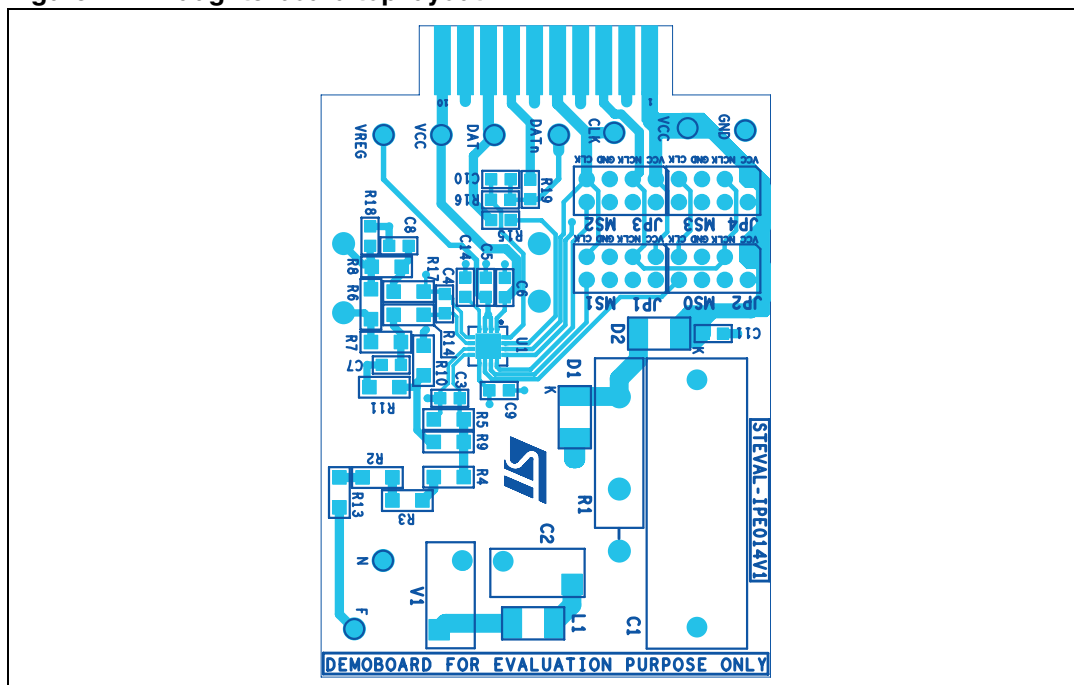 10
1
VREG
VCC
DAT
DATn
CLK
VCC
GND
CLK
GND
NCLK
VCC
CLK
GND
NCLK
VCC
C10
R16
R19
R15
MS2
JP3
MS3
JP4
R18
C8
C14
C5
C6
CLK
GND
NCLK
VCC
CLK
GND
NCLK
VCC
R8
R17
C4
R6
MS1
JP1
MS0
JP2
R7
R14
U1
D2
K
C11
C7
R10
D1
K
R11
C3
C9
R5
R9
ST
R2
R4
R13
R3
R1
STEVAL-IPE014V1
C2
N
V1
F
L1
C1
DEMOBOARD FOR EVALUATION PURPOSE ONLY